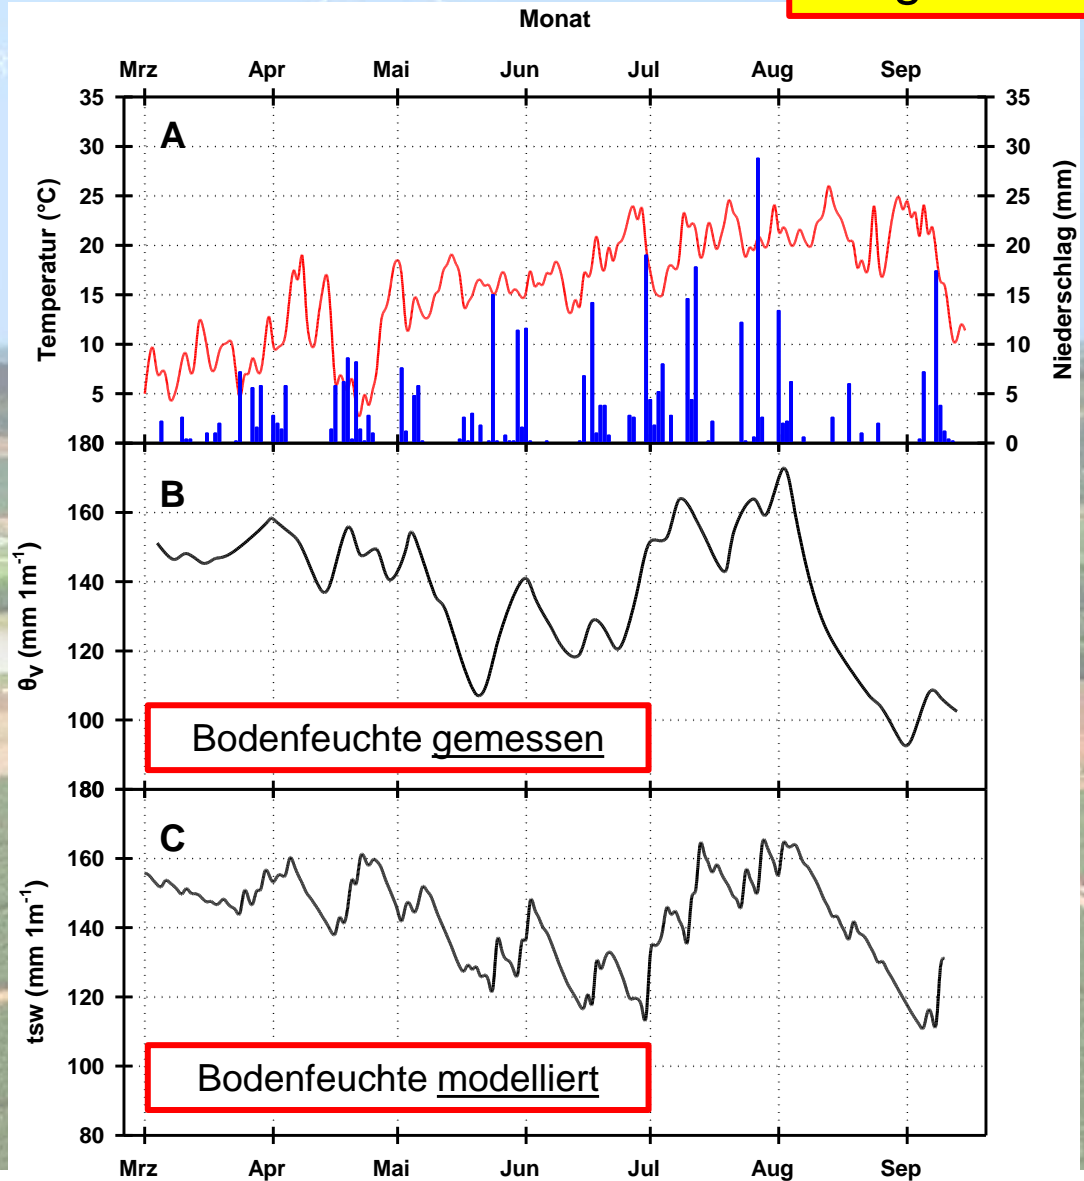 Monat
Mrz Apr Mai Jun Jul Aug Sep
35 35
A
30 30
25 25
20 20
15 15
10 10
5 5
180 0
Temperatur (°C)
Niederschlag (mm)
B
160
140
120
100
180
θv (mm 1m-1)
Bodenfeuchte gemessen
C
160
140
120
100
80
tsw (mm 1m-1)
Bodenfeuchte modelliert
Mrz Apr Mai Jun Jul Aug Sep